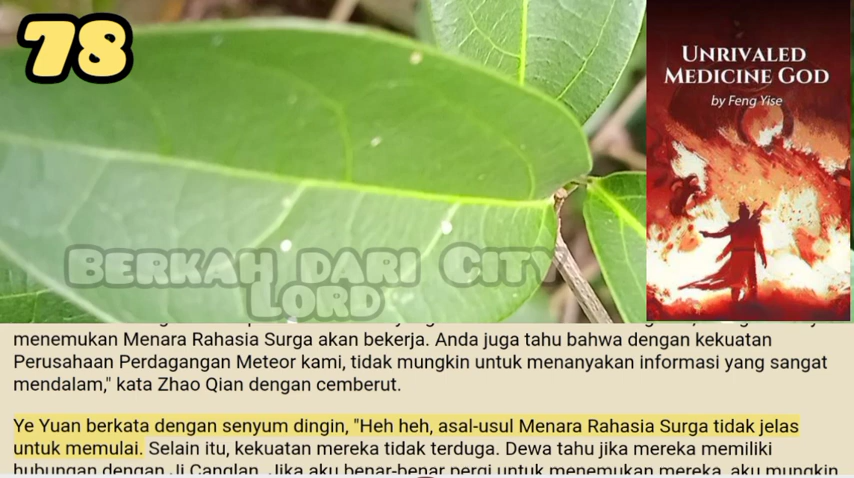 78
UNRIVALED
MEDICINE GOD
by Feng Yise
BERKAH DARI CITY
LORD
menemukan Menara Rahasia Surga akan bekerja. Anda juga tahu bahwa dengan kekuatan
Perusahaan Perdagangan Meteor kami, tidak mungkin untuk menanyakan informasi yang sangat
mendalam," kata Zhao Qian dengan cemberut.
Ye Yuan berkata dengan senyum dingin, "Heh heh, asal-usul Menara Rahasia Surga tidak jelas
untuk memulai. Selain itu, kekuatan mereka tidak terduga. Dewa tahu jika mereka memiliki
hubungan dengan Ji Canglan. Jika aku benar-benar pergi untuk menemukan mereka, aku mungkin